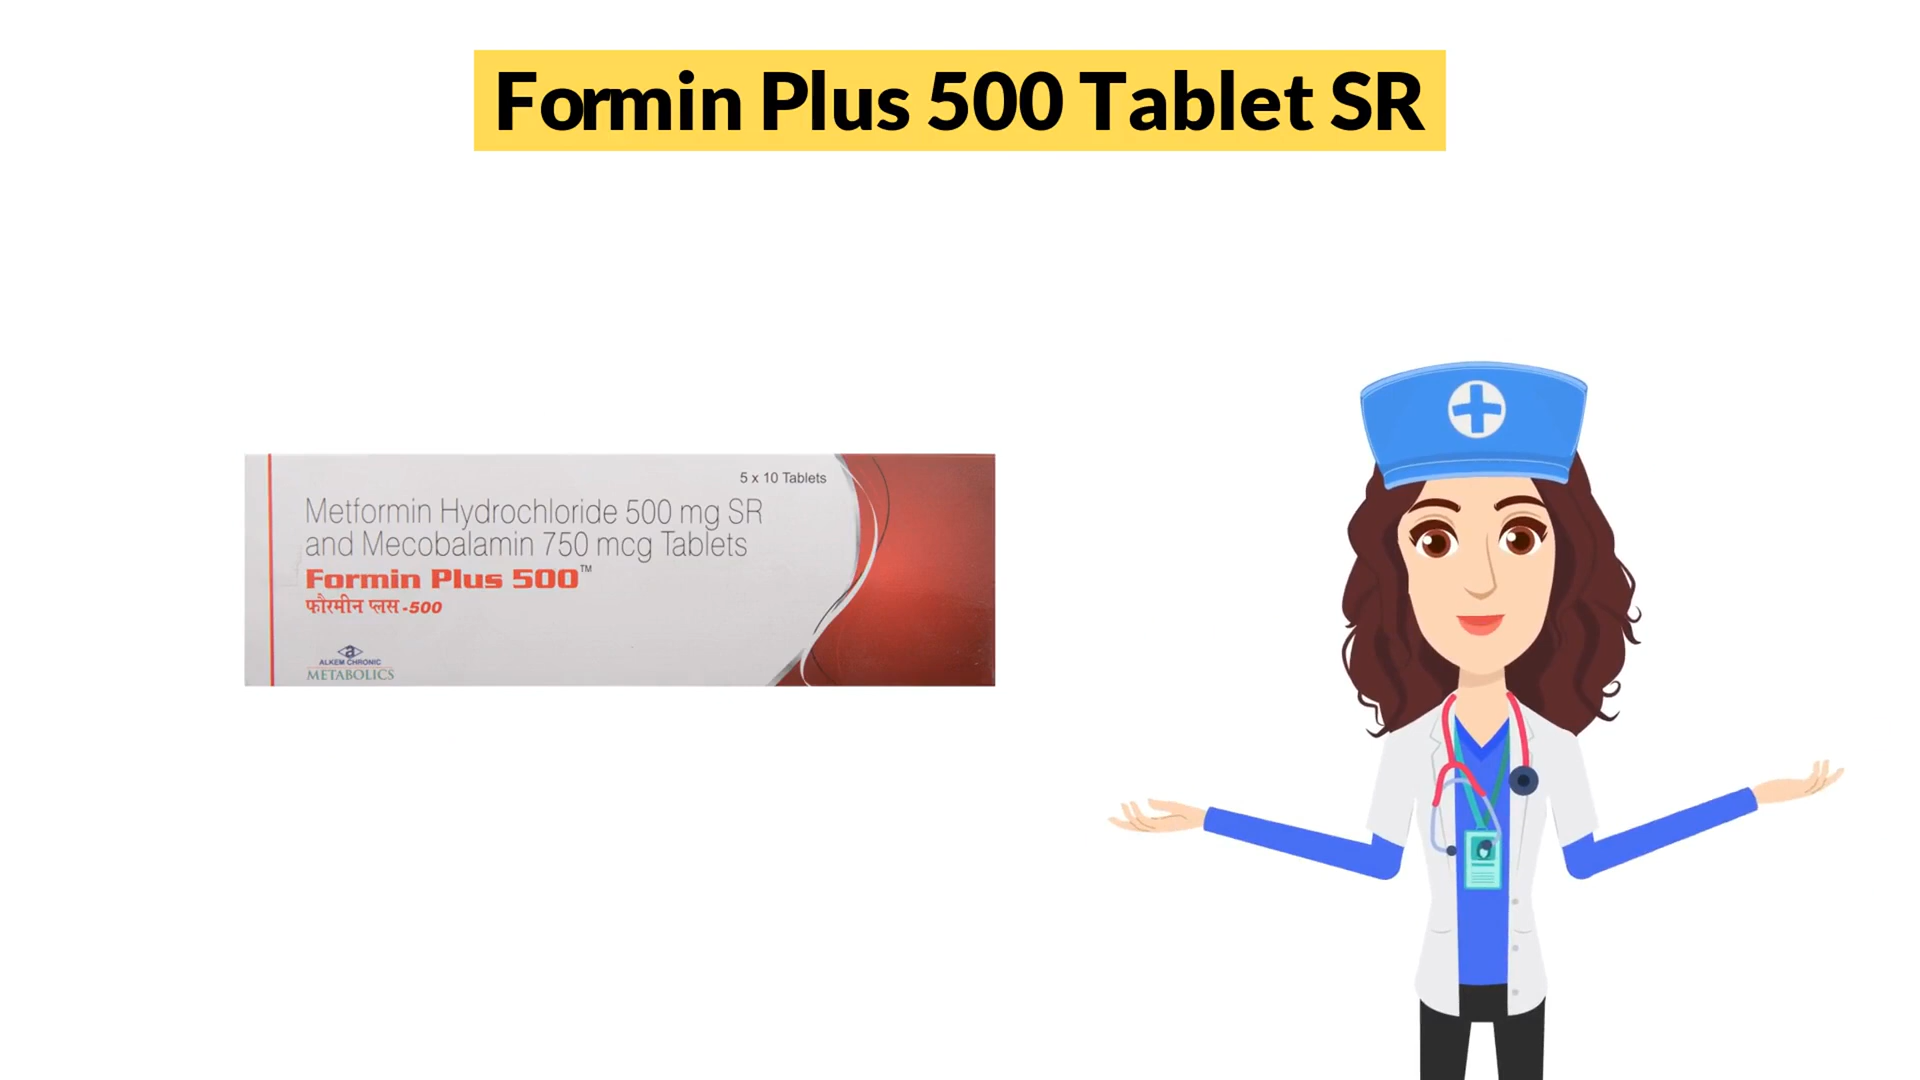 Formin Plus 500 Tablet SR
5 x 10 Tablets
Metformin Hydrochloride 500 mg SR
and Mecobalamin 750 mcg Tablets
Formin Plus 500™
फौरमीन प्लस -500
a
ALKEM CHRONIC
METABOLICS